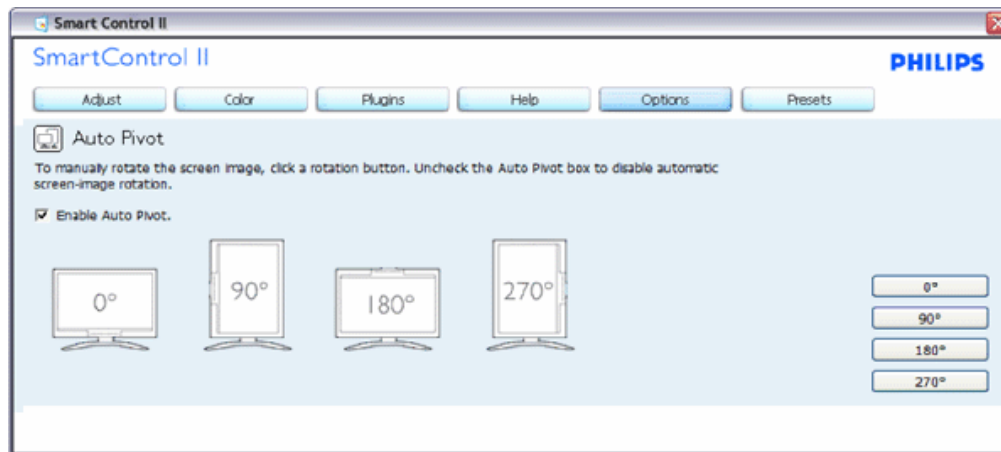 Smart Control II
SmartControl II
PHILIPS
Adjust Color Plugins Help Options Presets
Auto Pivot
To manually rotate the screen image, click a rotation button. Uncheck the Auto Pivot box to disable automatic
screen-image rotation.
Enable Auto Pivot.
0° 90° 180° 270°
0°
90°
180°
270°